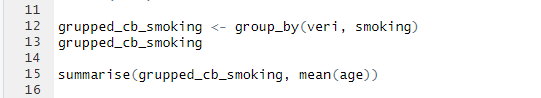 11
12 grupped_cb_smoking <- group_by(veri, smoking)
13 grupped_cb_smoking
14
15 summarise(grupped_cb_smoking, mean(age))
16